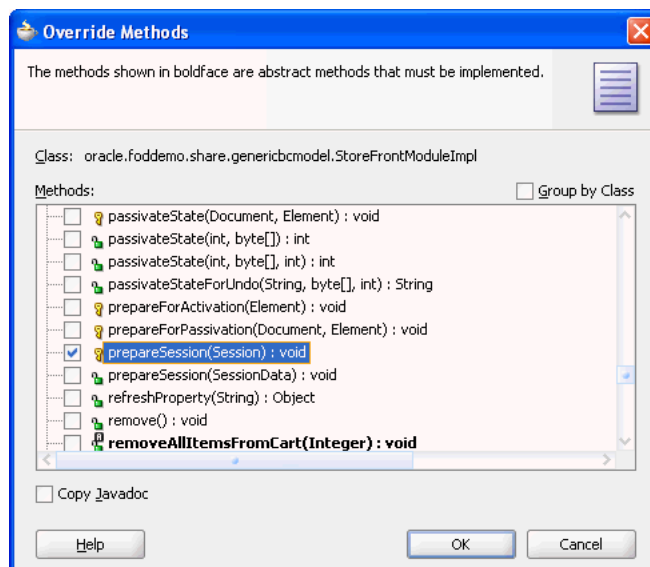 Override Methods
The methods shown in boldface are abstract methods that must be implemented.
Class: oracle.foddemo.share.genericbcmodel.StoreFrontModuleImpl
Methods:
Group by Class
passivateState(Document, Element) : void
passivateState(int, byte[]) : int
passivateState(int, byte[], int) : int
passivateStateForUndo(String, byte[], int) : String
prepareForActivation(Element) : void
prepareForPassivation(Document, Element) : void
prepareSession(Session) : void
prepareSession(SessionData) : void
refreshProperty(String) : Object
remove() : void
removeAllItemsFromCart(Integer) : void
Copy Javadoc
Help
OK
Cancel